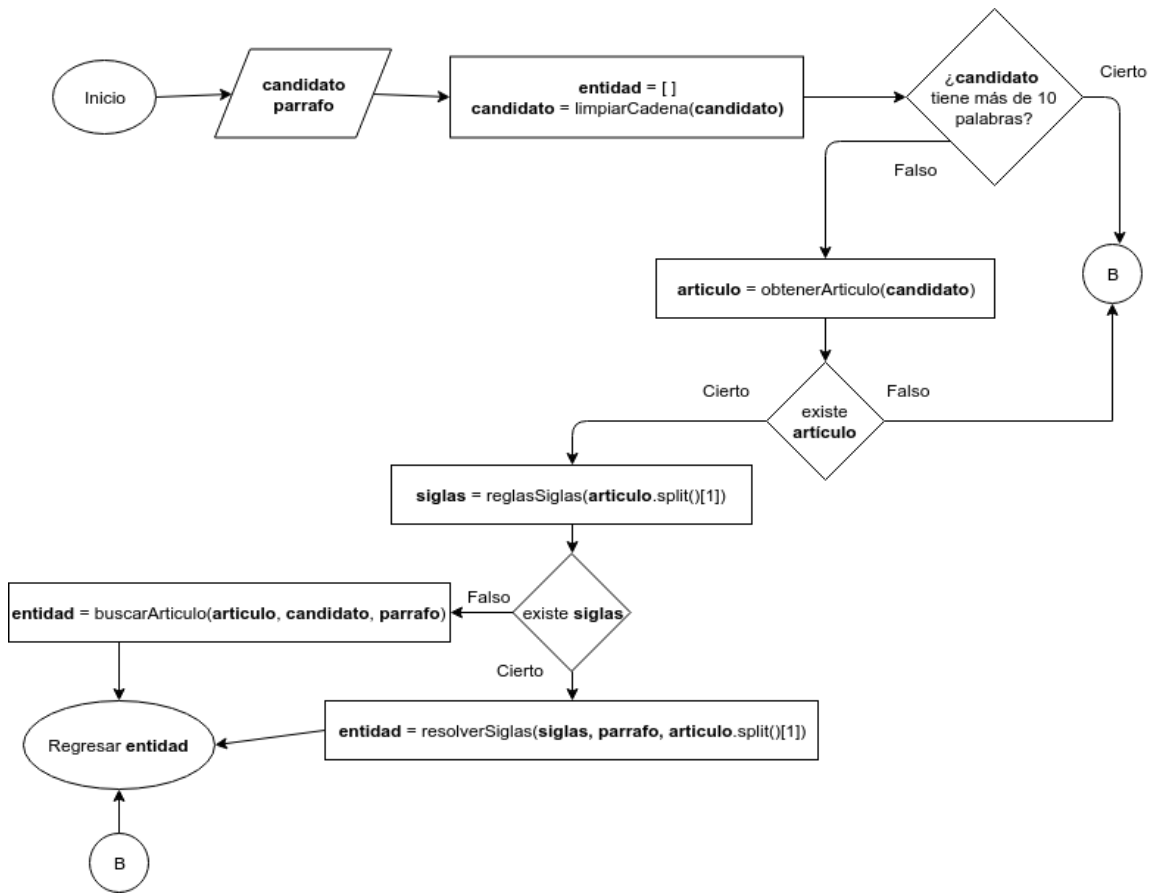 Inicio
candidato
parrafo
entidad = [ ]
candidato = limpiarCadena(candidato)
¿candidato
tiene más de 10
palabras?
Cierto
Falso
B
articulo = obtenerArticulo(candidato)
Cierto
existe
artículo
Falso
siglas = reglasSiglas(articulo.split()[1])
Falso
existe siglas
entidad = buscarArticulo(articulo, candidato, parrafo)
Cierto
entidad = resolverSiglas(siglas, parrafo, articulo.split()[1])
Regresar entidad
B